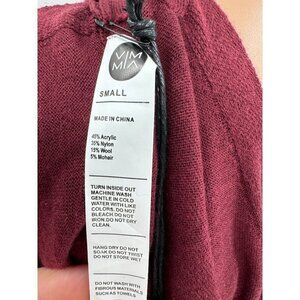 VIM
MIA
SMALL
MADE IN CHINA
45% Acrylic
35% Nylon
15% Wool
5% Mohair
TURN INSIDE OUT
MACHINE WASH
GENTLE IN COLD
WATER WITH LIKE
COLORS. DO NOT
BLEACH DO NOT
IRON. DO NOT DRY
CLEAN.
HANG DRY DO NOT
SOAK DO NOT TWIST
DO NOT STORE WET
DO NOT WASH WITH
FIBROUS MATERIALS
SUCH AS TOWELS